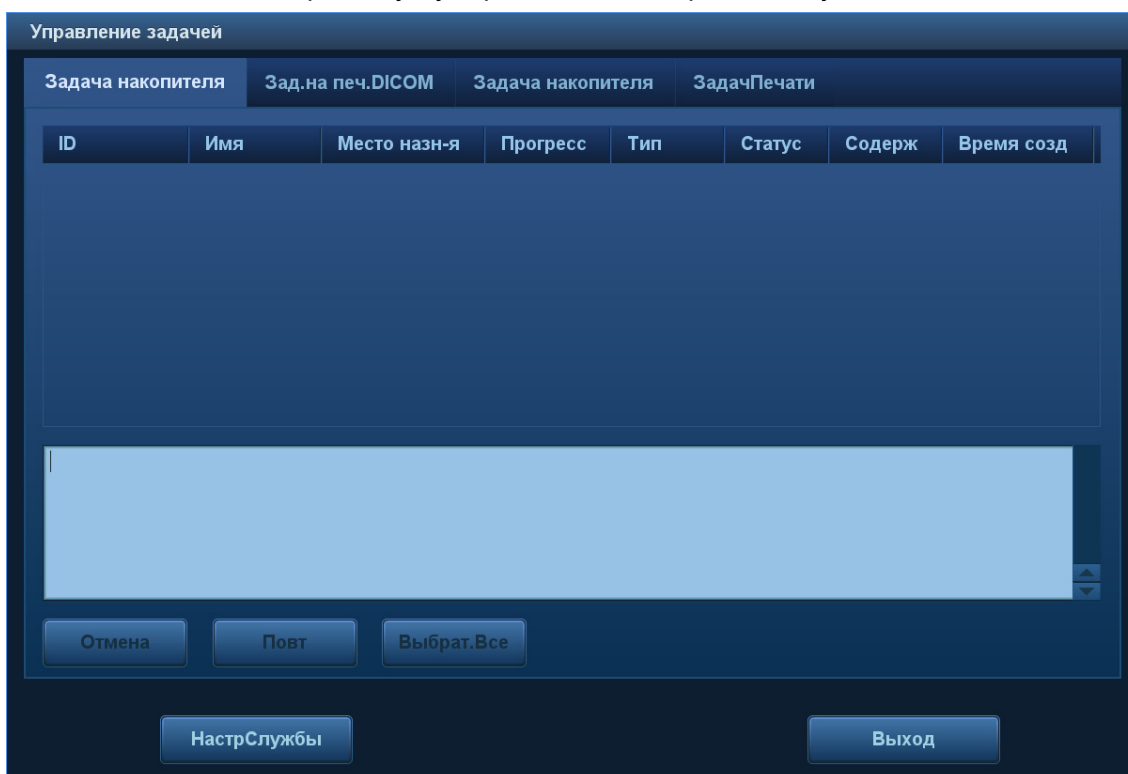 Управление задачей
Задача накопителя Зад.на печ.DICOM Задача накопителя ЗадачПечати
ID Имя Место назн-я Прогресс Тип Статус Содерж Время созд
Отмена Повт Выбрат.Все
НастрСлужбы Выход